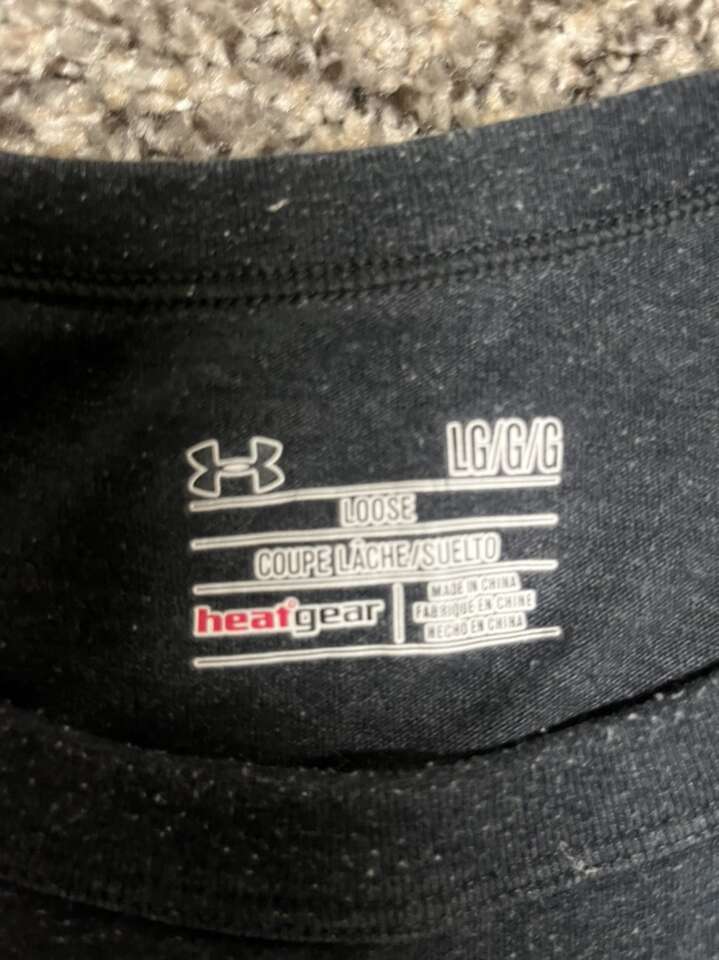 LG/G/G
LOOSE
COUPE LÂCHE/SUELTO
heatgear
MADE IN CHINA
FABRIQUÉ EN CHINE
HECHO EN CHINA